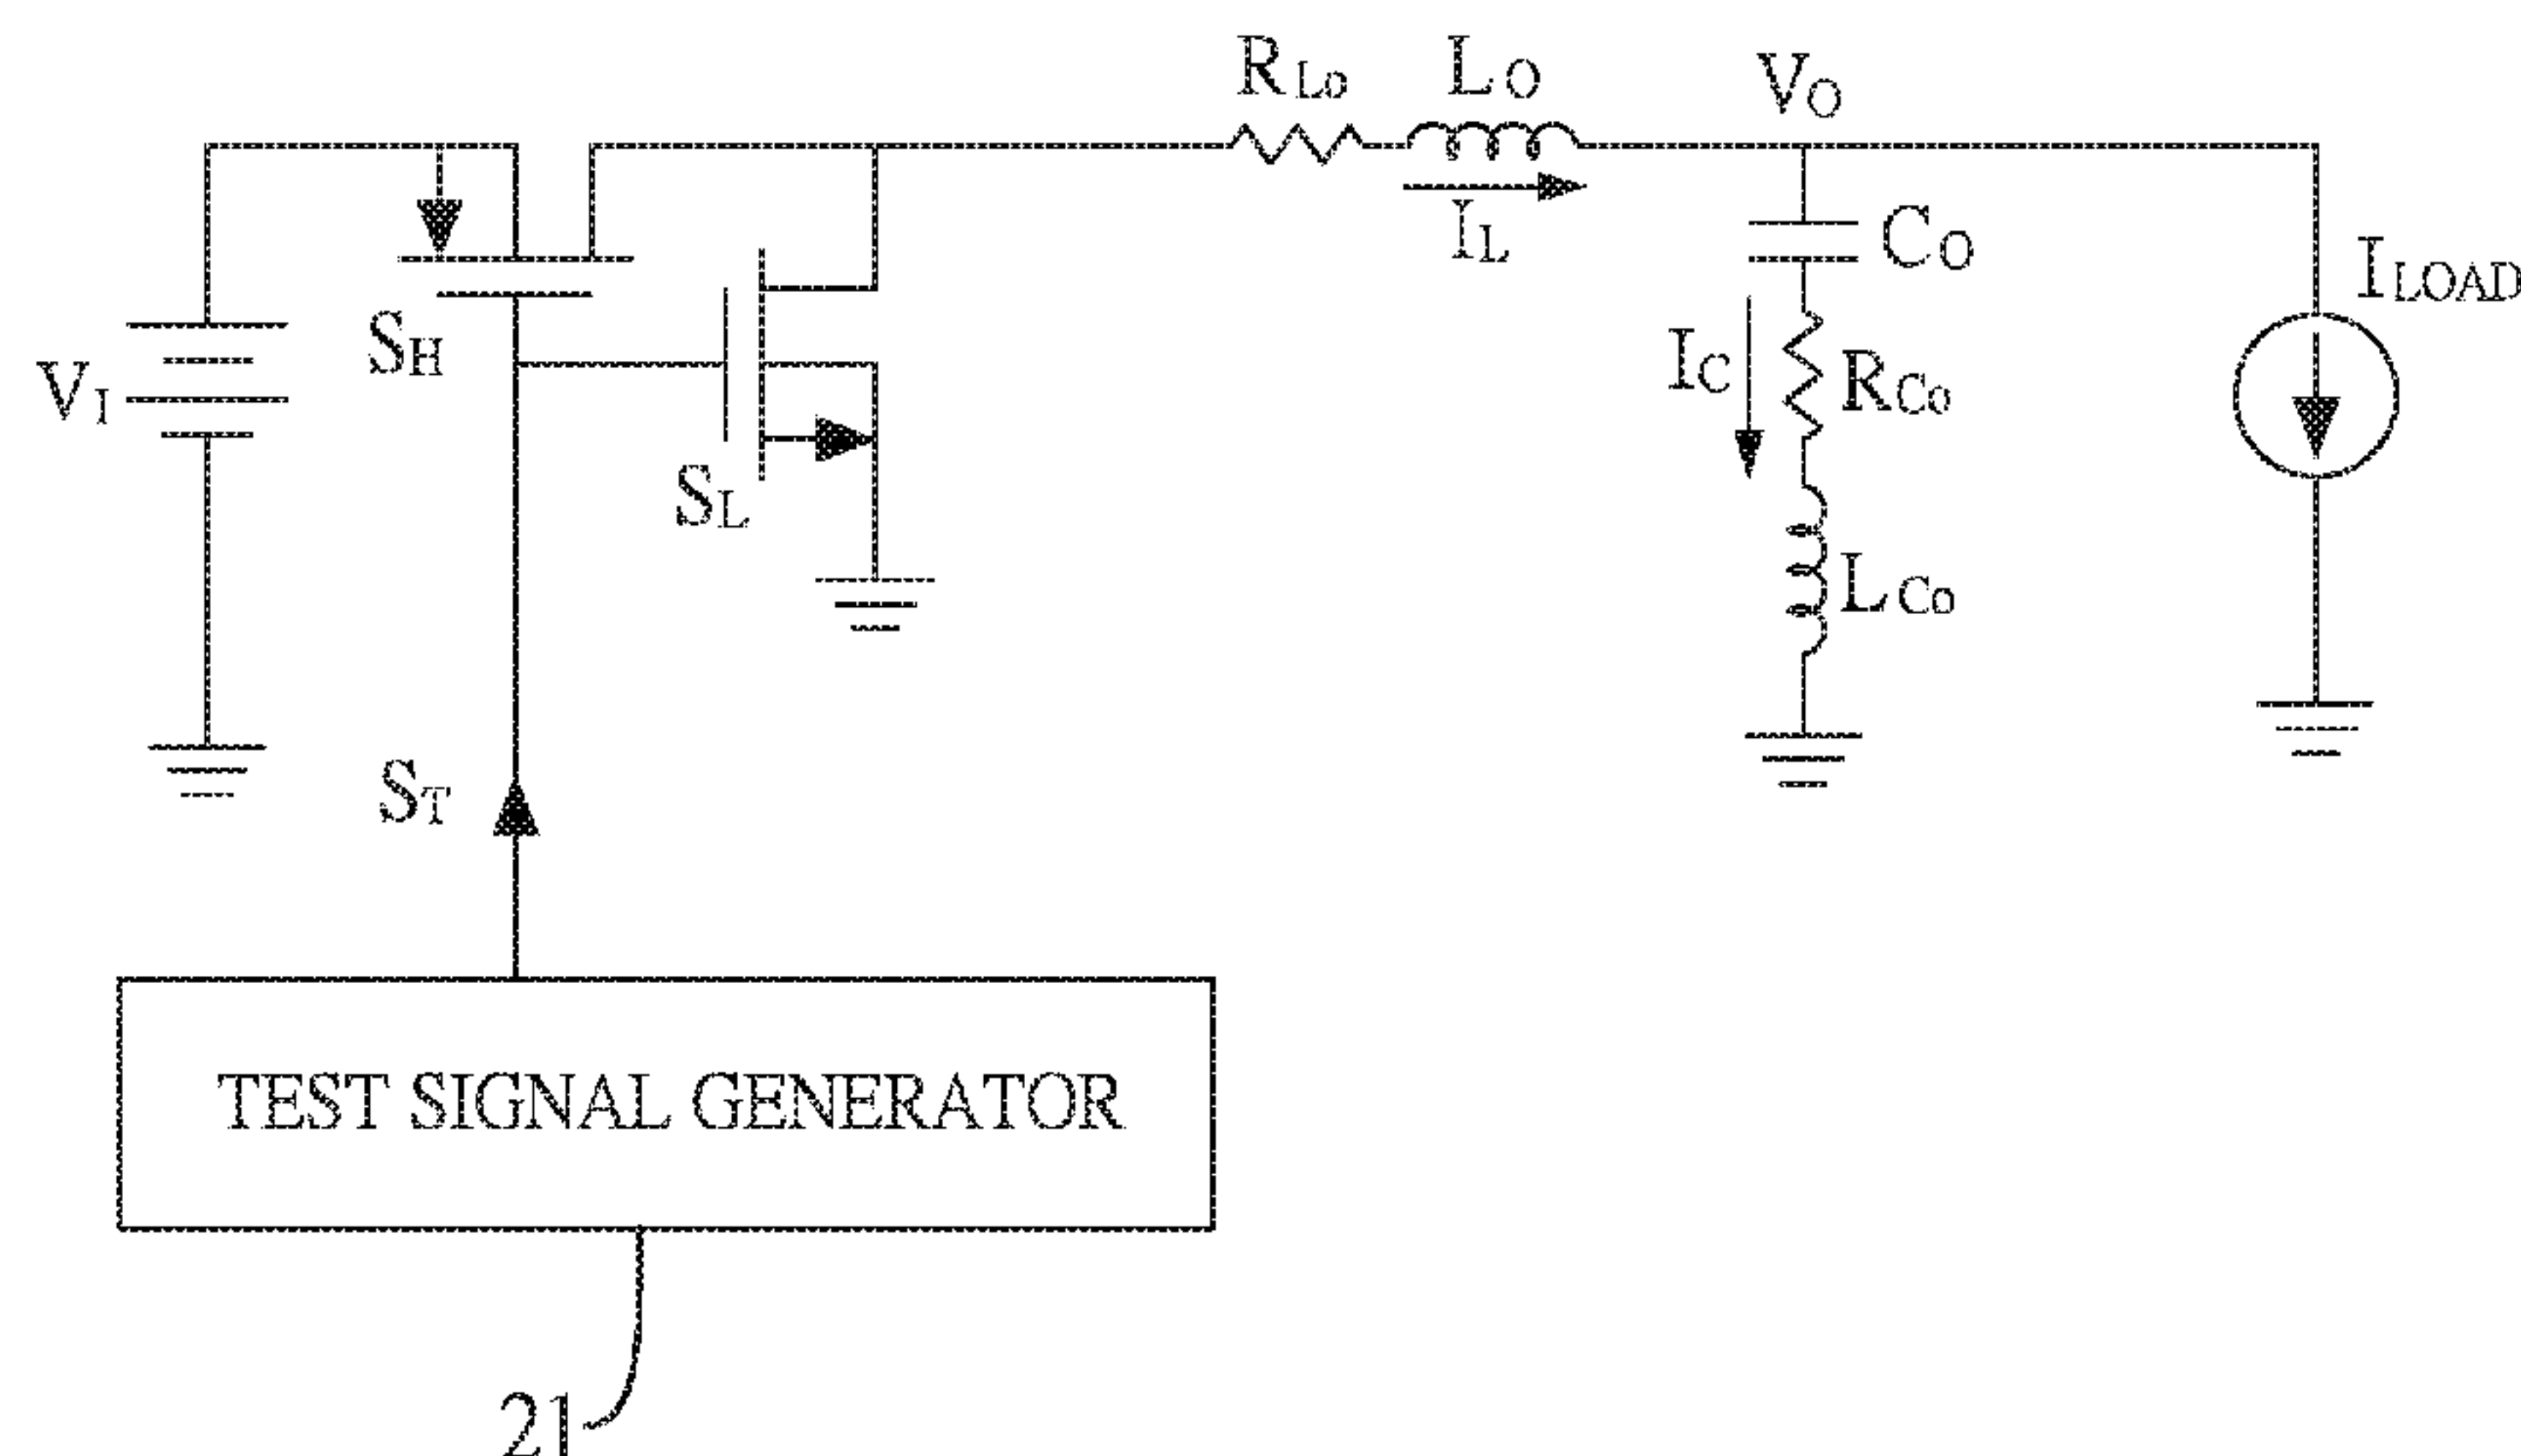 RLo
LO
VO
IL
CO
ILOAD
VI
SH
IC
RCo
SL
LCo
ST
TEST SIGNAL GENERATOR
21